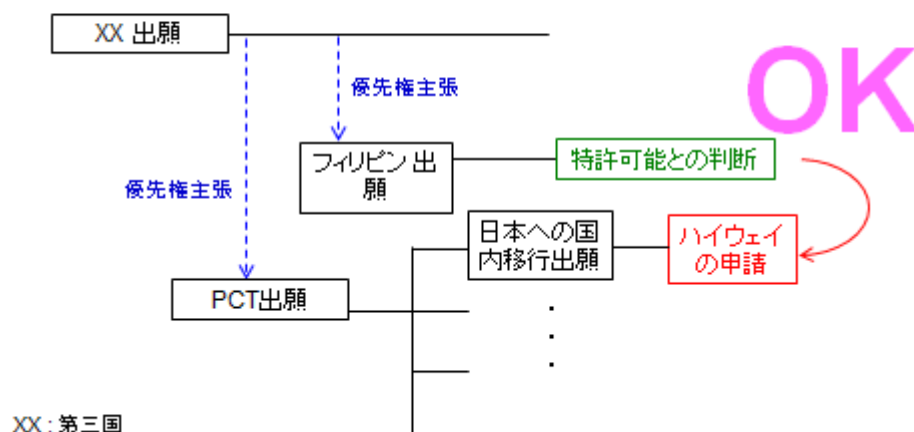 XX 出願
OK
優先権主張
フィリピン 出
願
特許可能との判断
優先権主張
日本への国
内移行出願
ハイウェイ
の申請
PCT出願
XX : 第三国